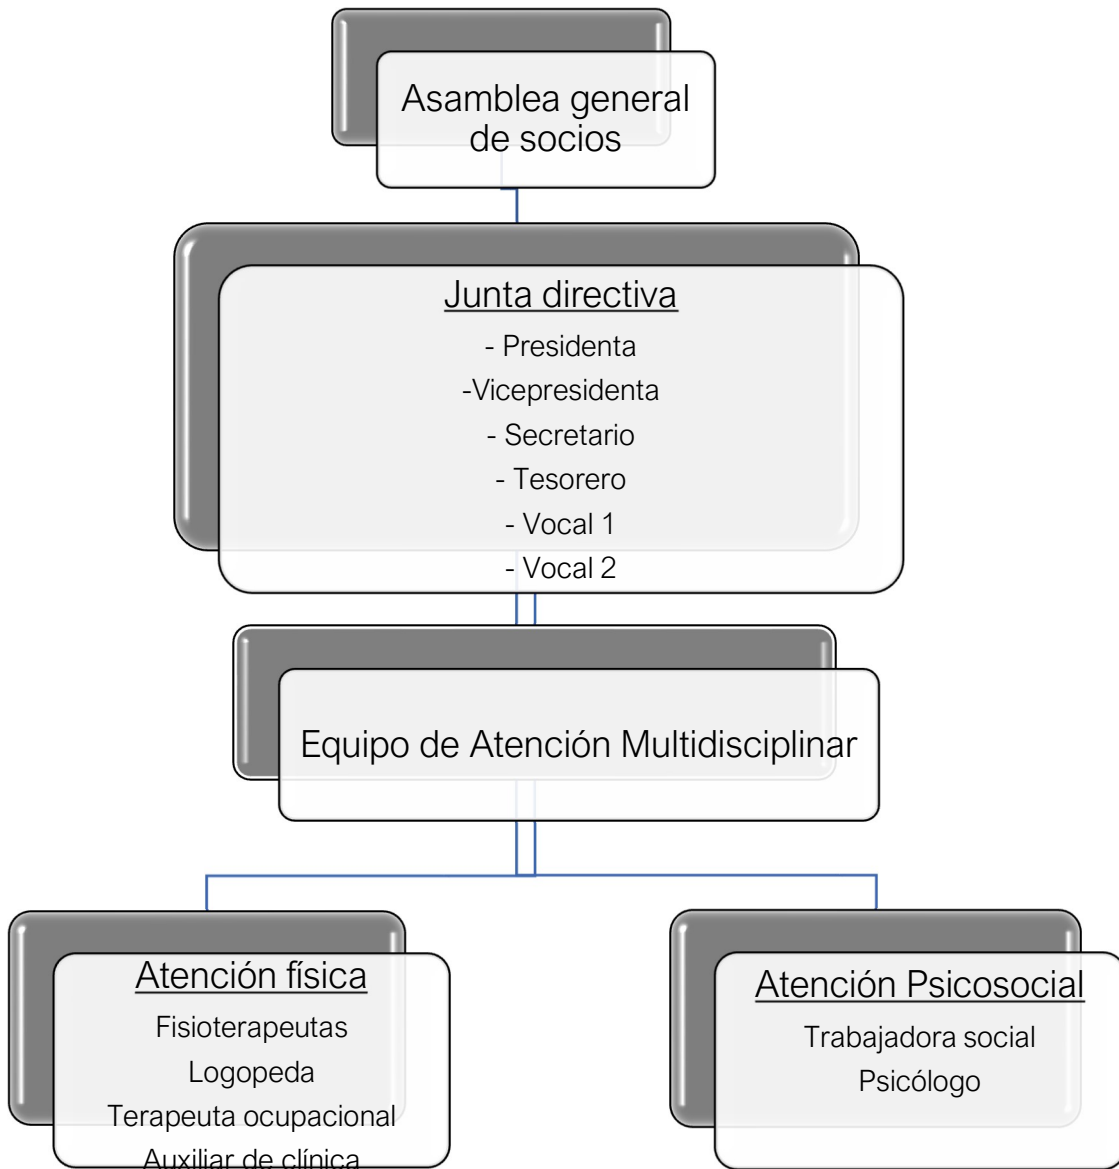 Asamblea general
de socios
Junta directiva
- Presidenta
-Vicepresidenta
- Secretario
- Tesorero
- Vocal 1
- Vocal 2
Equipo de Atención Multidisciplinar
Atención física
Fisioterapeutas
Logopeda
Terapeuta ocupacional
Auxiliar de clínica
Atención Psicosocial
Trabajadora social
Psicólogo